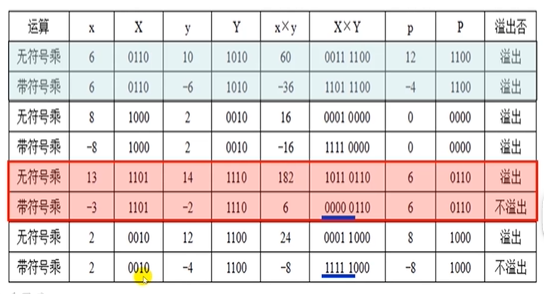 运算 x X y Y x×y X×Y p P 溢出否
无符号乘 6 0110 10 1010 60 0011 1100 12 1100 溢出
带符号乘 6 0110 -6 1010 -36 1101 1100 -4 1100 溢出
无符号乘 8 1000 2 0010 16 0001 0000 0 0000 溢出
带符号乘 -8 1000 2 0010 -16 1111 0000 0 0000 溢出
无符号乘 13 1101 14 1110 182 1011 0110 6 0110 溢出
带符号乘 -3 1101 -2 1110 6 0000 0110 6 0110 不溢出
无符号乘 2 0010 12 1100 24 0001 1000 8 1000 溢出
带符号乘 2 0010 -4 1100 -8 1111 1000 -8 1000 不溢出